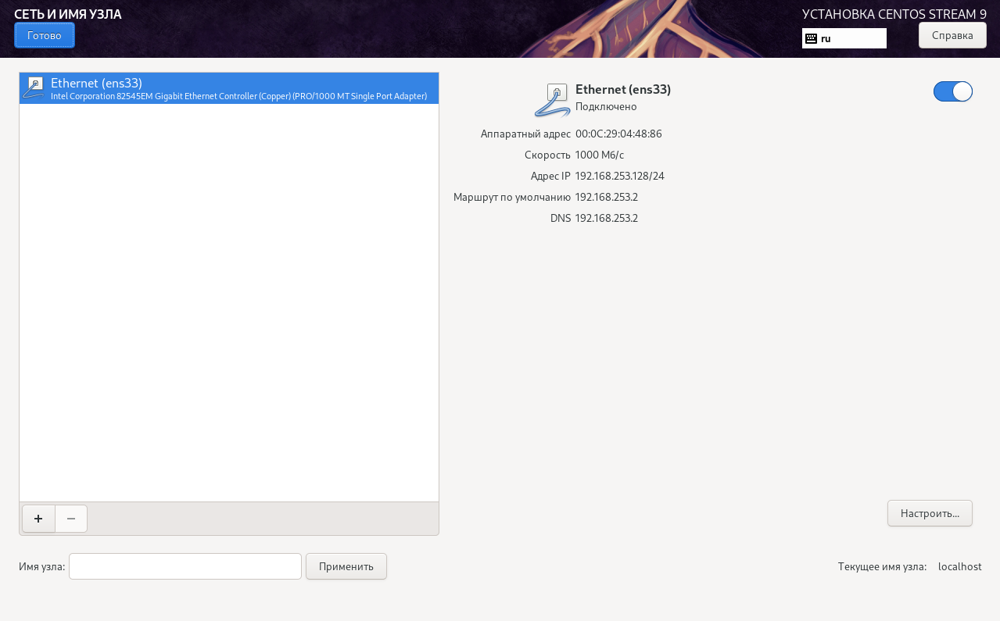 СЕТЬ И ИМЯ УЗЛА
УСТАНОВКА CENTOS STREAM 9
Готово
ru
Справка
Ethernet (ens33)
Intel Corporation 82545EM Gigabit Ethernet Controller (Copper) (PRO/1000 MT Single Port Adapter)
Ethernet (ens33)
Подключено
Аппаратный адрес 00:0C:29:04:48:86
Скорость 1000 Мб/с
Адрес IP 192.168.253.128/24
Маршрут по умолчанию 192.168.253.2
DNS 192.168.253.2
+ −
Настроить...
Имя узла:
Применить
Текущее имя узла: localhost